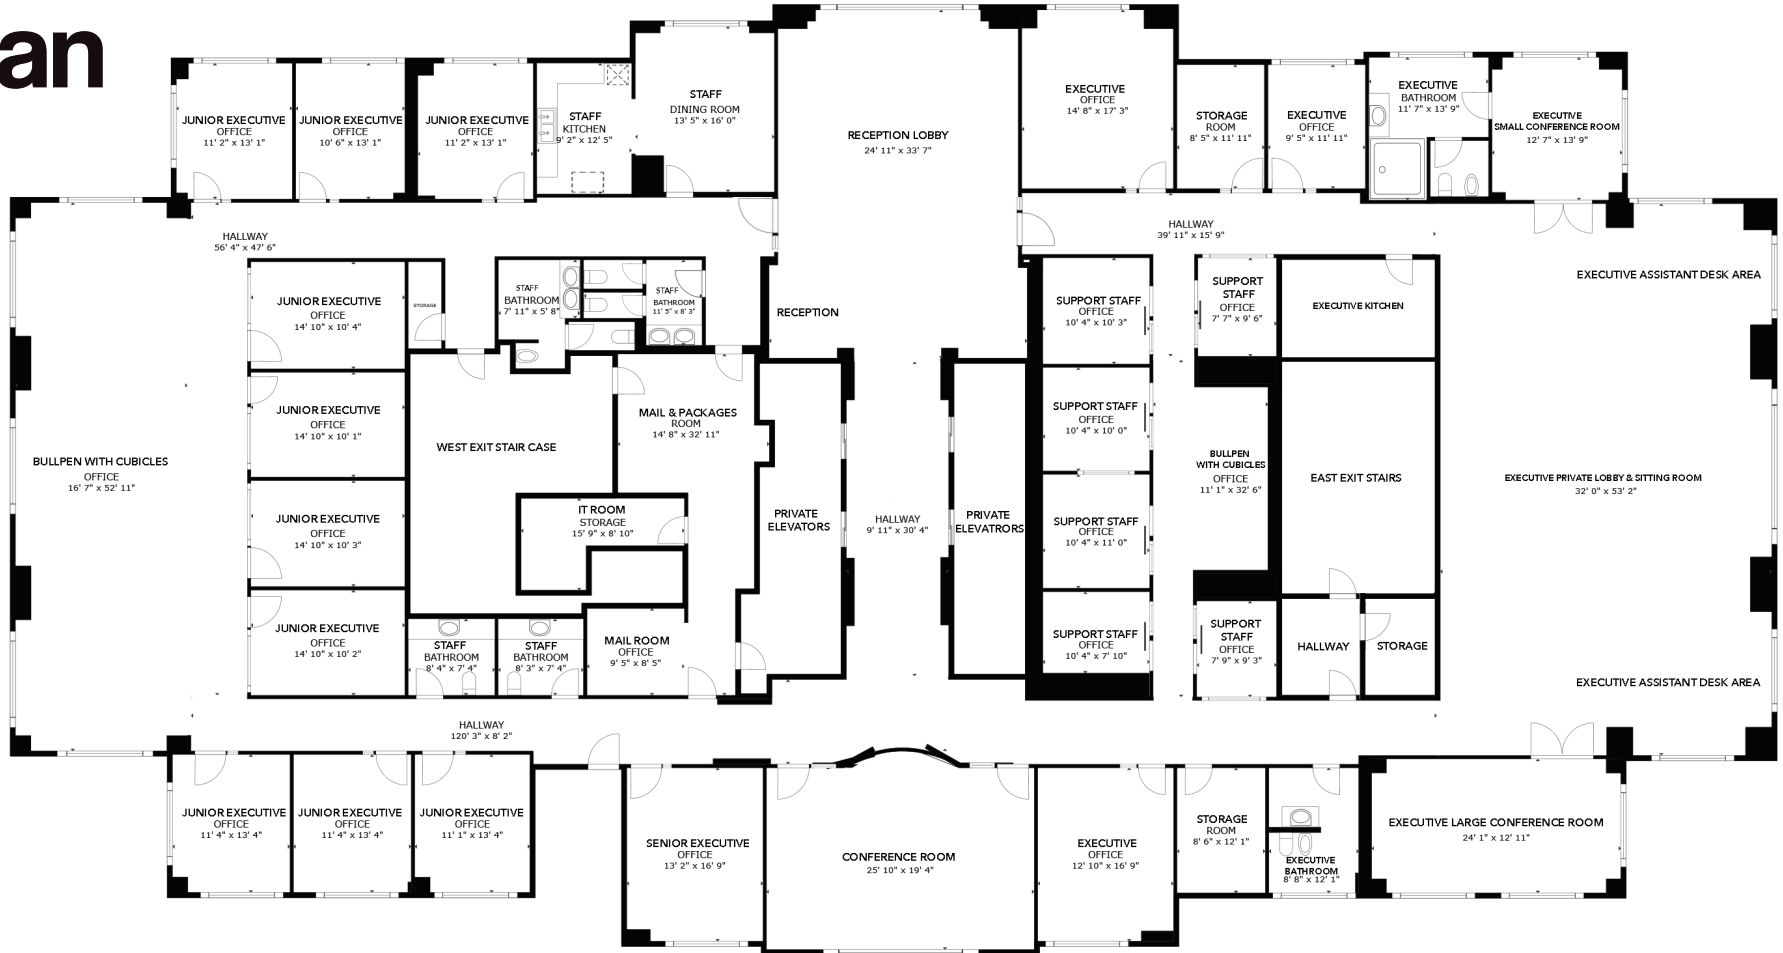 an
JUNIOR EXECUTIVE
OFFICE
11' 2" x 13' 1"
JUNIOR EXECUTIVE
OFFICE
10' 6" x 13' 1"
JUNIOR EXECUTIVE
OFFICE
11' 2" x 13' 1"
STAFF
KITCHEN
9' 2" x 12' 5"
STAFF
DINING ROOM
13' 5" x 16' 0"
RECEPTION LOBBY
24' 11" x 33' 7"
EXECUTIVE
OFFICE
14' 8" x 17' 3"
STORAGE
ROOM
8' 5" x 11' 11"
EXECUTIVE
OFFICE
9' 5" x 11' 11"
EXECUTIVE
BATHROOM
11' 7" x 13' 9"
EXECUTIVE
SMALL CONFERENCE ROOM
12' 7" x 13' 9"
HALLWAY
56' 4" x 47' 6"
HALLWAY
39' 11" x 15' 9"
EXECUTIVE ASSISTANT DESK AREA
JUNIOR EXECUTIVE
OFFICE
14' 10" x 10' 4"
STORAGE
STAFF
BATHROOM
7' 11" x 5' 8"
STAFF
BATHROOM
11' 5" x 8' 3"
RECEPTION
SUPPORT STAFF
OFFICE
10' 4" x 10' 3"
SUPPORT
STAFF
OFFICE
7' 7" x 9' 6"
EXECUTIVE KITCHEN
JUNIOR EXECUTIVE
OFFICE
14' 10" x 10' 1"
MAIL & PACKAGES
ROOM
14' 8" x 32' 11"
SUPPORT STAFF
OFFICE
10' 4" x 10' 0"
WEST EXIT STAIR CASE
BULLPEN WITH CUBICLES
OFFICE
16' 7" x 52' 11"
BULLPEN
WITH CUBICLES
OFFICE
11' 1" x 32' 6"
EAST EXIT STAIRS
EXECUTIVE PRIVATE LOBBY & SITTING ROOM
32' 0" x 53' 2"
JUNIOR EXECUTIVE
OFFICE
14' 10" x 10' 3"
IT ROOM
STORAGE
15' 9" x 8' 10"
PRIVATE
ELEVATORS
HALLWAY
9' 11" x 30' 4"
PRIVATE
ELEVATRORS
SUPPORT STAFF
OFFICE
10' 4" x 11' 0"
JUNIOR EXECUTIVE
OFFICE
14' 10" x 10' 2"
STAFF
BATHROOM
8' 4" x 7' 4"
STAFF
BATHROOM
8' 3" x 7' 4"
MAIL ROOM
OFFICE
9' 5" x 8' 5"
SUPPORT STAFF
OFFICE
10' 4" x 7' 10"
SUPPORT
STAFF
OFFICE
7' 9" x 9' 3"
HALLWAY
STORAGE
EXECUTIVE ASSISTANT DESK AREA
HALLWAY
120' 3" x 8' 2"
JUNIOR EXECUTIVE
OFFICE
11' 4" x 13' 4"
JUNIOR EXECUTIVE
OFFICE
11' 4" x 13' 4"
JUNIOR EXECUTIVE
OFFICE
11' 1" x 13' 4"
SENIOR EXECUTIVE
OFFICE
13' 2" x 16' 9"
CONFERENCE ROOM
25' 10" x 19' 4"
EXECUTIVE
OFFICE
12' 10" x 16' 9"
STORAGE
ROOM
8' 6" x 12' 1"
EXECUTIVE
BATHROOM
8' 8" x 12' 1"
EXECUTIVE LARGE CONFERENCE ROOM
24' 1" x 12' 11"